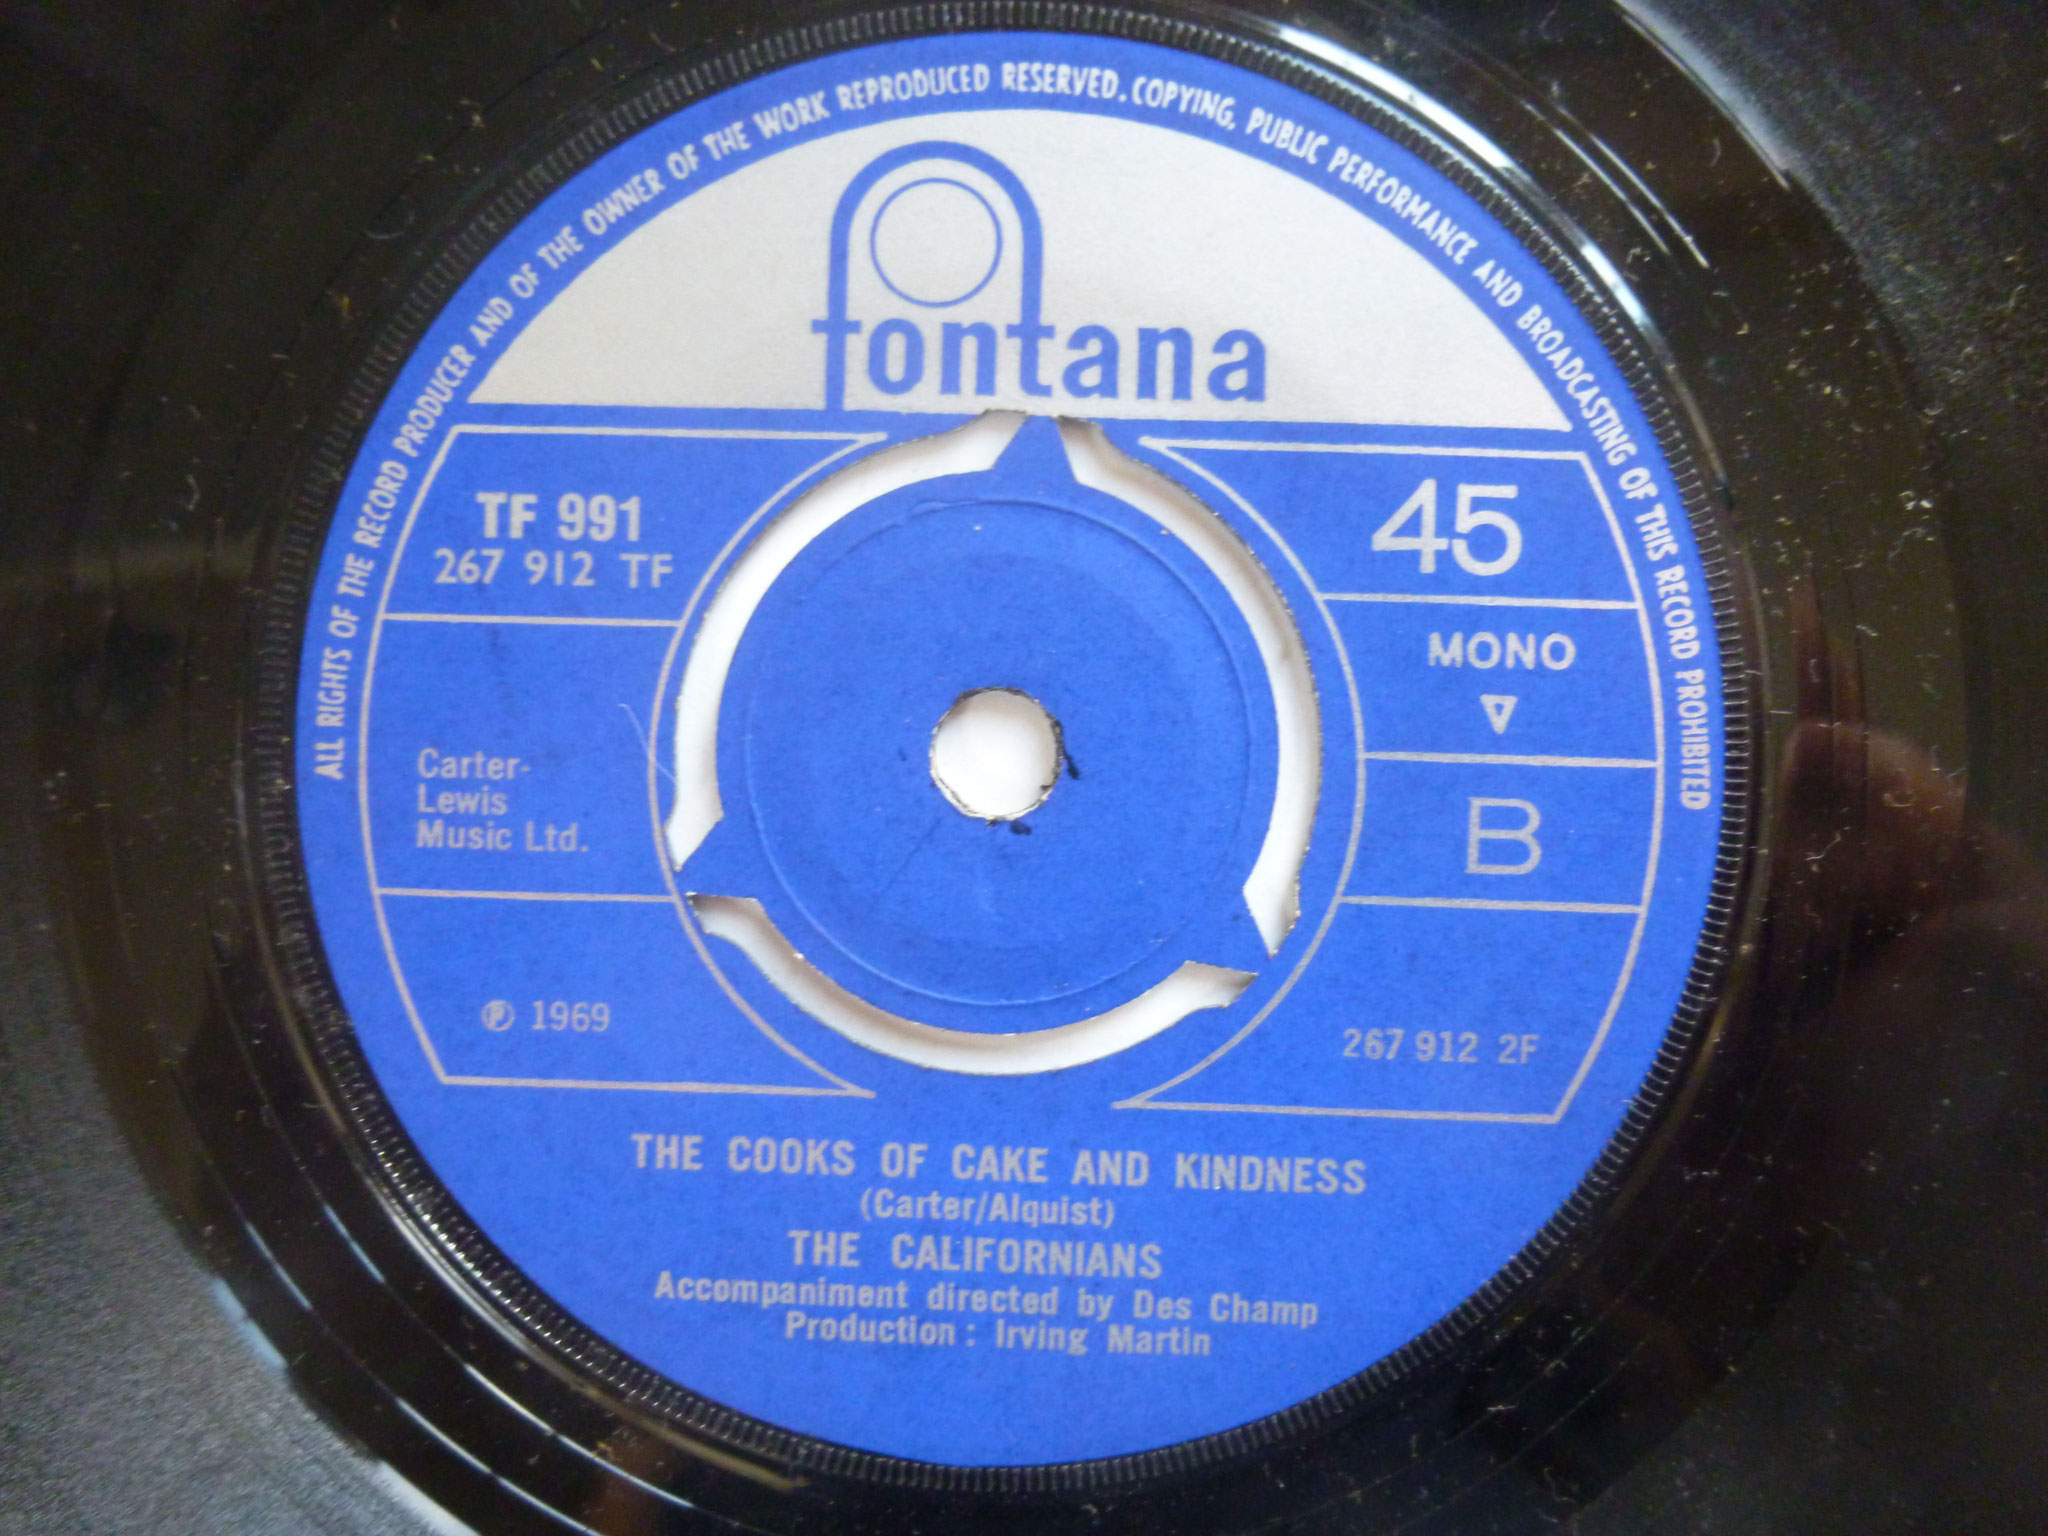 ALL RIGHTS OF THE RECORD PRODUCER AND OF THE OWNER OF THE WORK REPRODUCED RESERVED. COPYING, PUBLIC PERFORMANCE AND BROADCASTING OF THIS RECORD PROHIBITED
fontana
TF 991
267 912 TF
45
MONO
B
Carter-
Lewis
Music Ltd.
℗ 1969
267 912 2F
THE COOKS OF CAKE AND KINDNESS
(Carter/Alquist)
THE CALIFORNIANS
Accompaniment directed by Des Champ
Production : Irving Martin